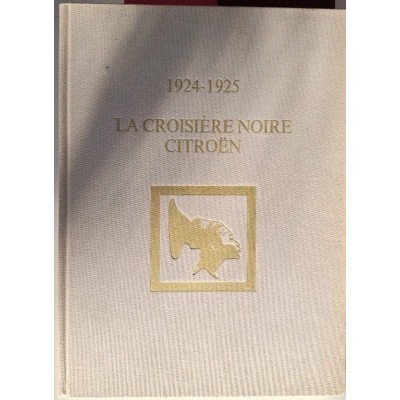 1924-1925
LA CROISIÈRE NOIRE
CITROËN